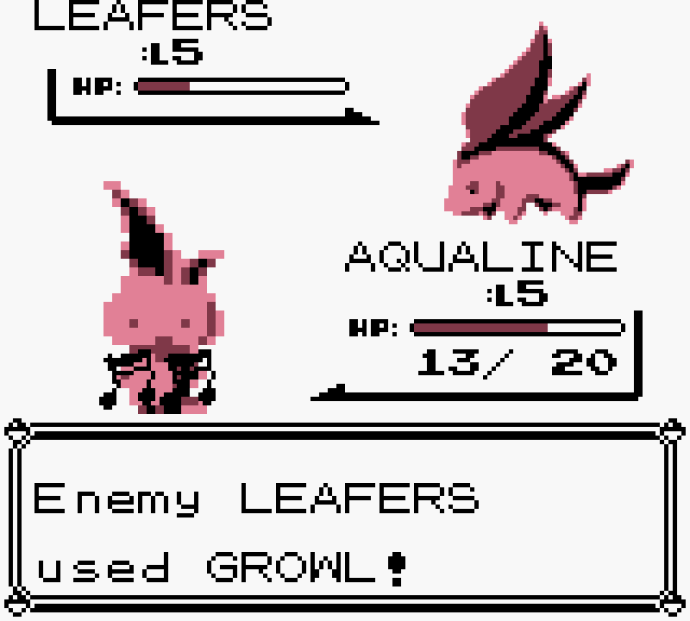 LEAFERS
:L5
HP:
AQUALINE
:L5
HP:
13/ 20
Enemy LEAFERS
used GROWL!